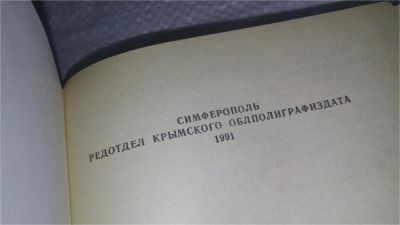 СИМФЕРОПОЛЬ
РЕДОТДЕЛ КРЫМСКОГО ОБЛПОЛИГРАФИЗДАТА
1991